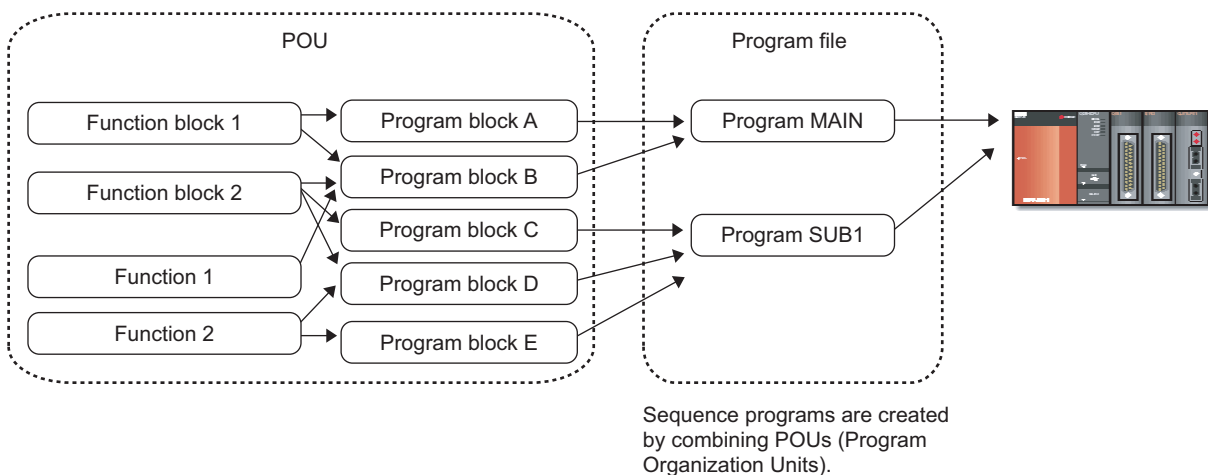 POU
Program file
Function block 1
Function block 2
Function 1
Function 2
Program block A
Program block B
Program block C
Program block D
Program block E
Program MAIN
Program SUB1
Sequence programs are created
by combining POUs (Program
Organization Units).